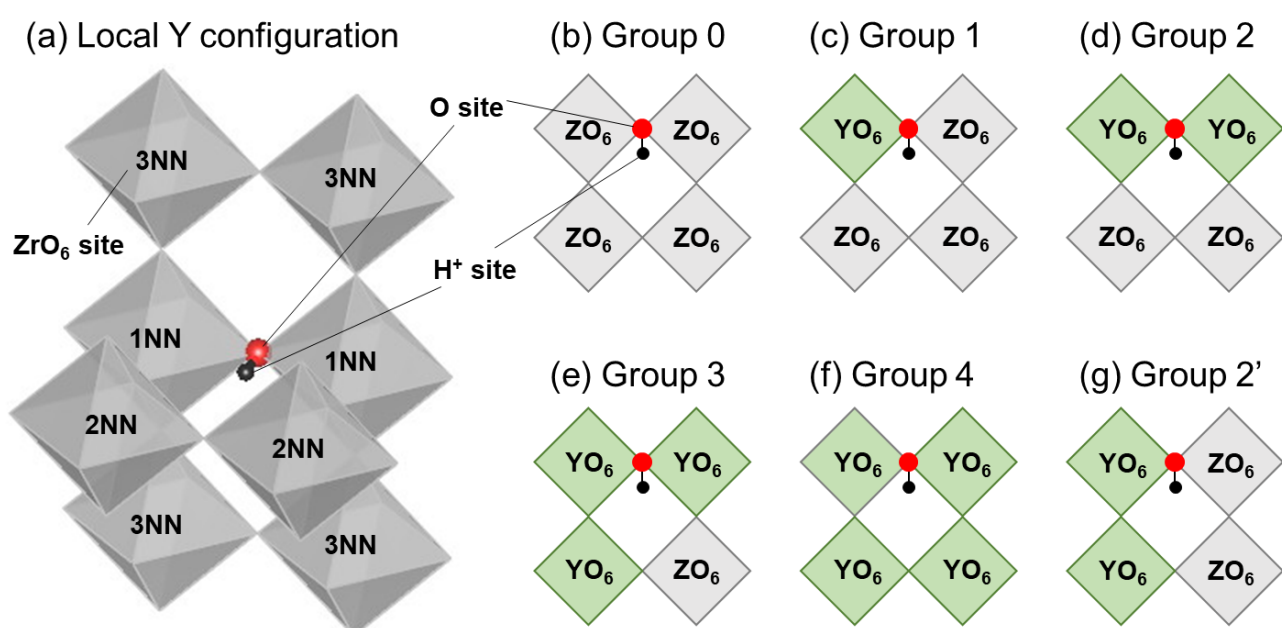 (a) Local Y configuration
3NN
3NN
ZrO₆ site
1NN
1NN
2NN
2NN
3NN
3NN
O site
H⁺ site
(b) Group 0
ZO₆
ZO₆
ZO₆
ZO₆
(c) Group 1
YO₆
ZO₆
ZO₆
ZO₆
(d) Group 2
YO₆
YO₆
ZO₆
ZO₆
(e) Group 3
YO₆
YO₆
YO₆
ZO₆
(f) Group 4
YO₆
YO₆
YO₆
YO₆
(g) Group 2’
YO₆
ZO₆
YO₆
ZO₆